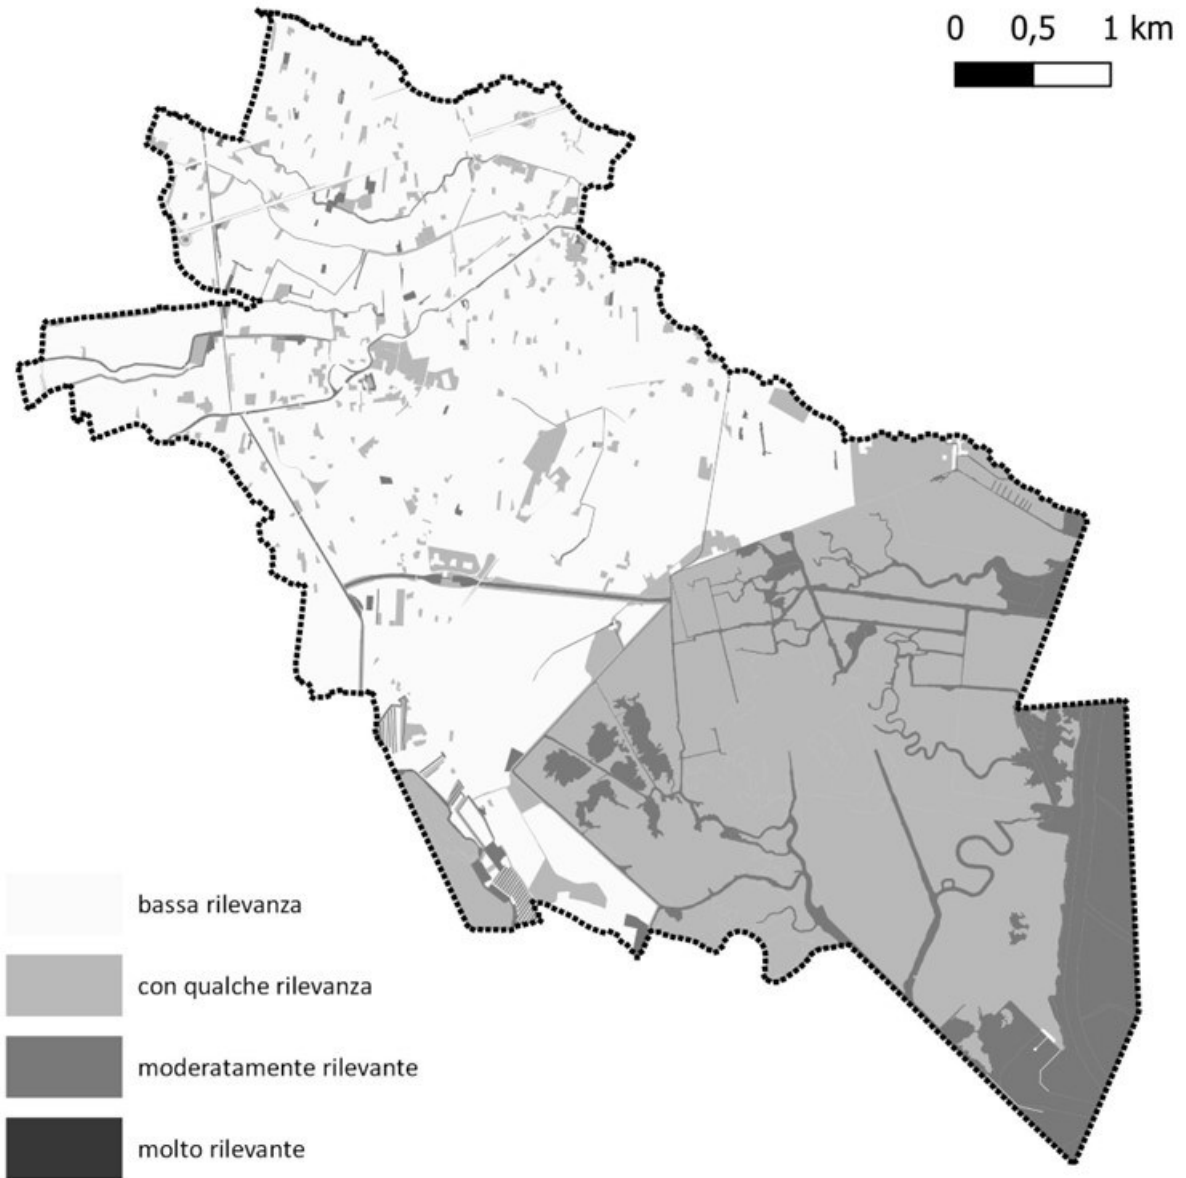 0 0,5 1 km
bassa rilevanza
con qualche rilevanza
moderatamente rilevante
molto rilevante